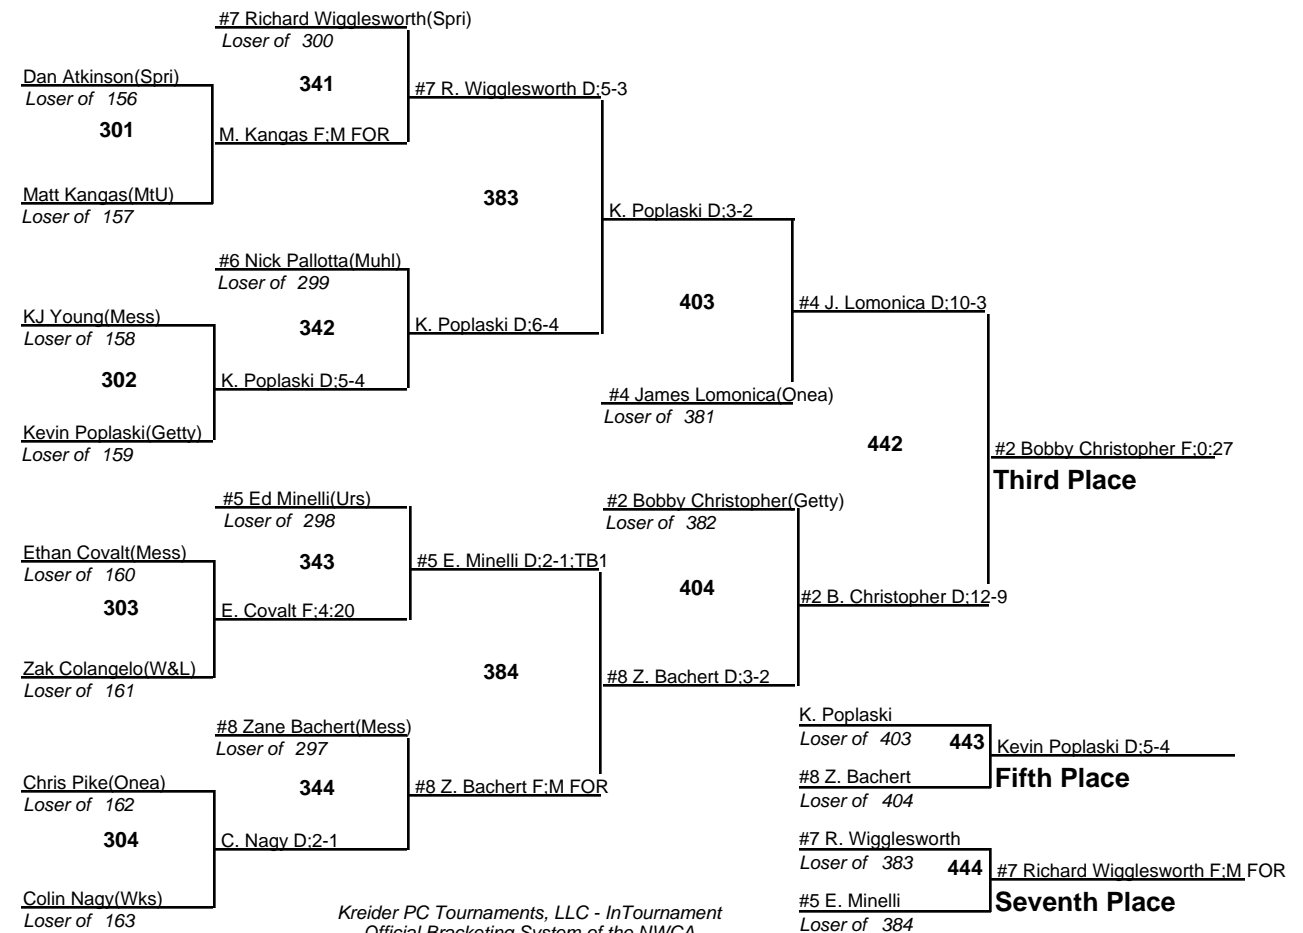 #7 Richard Wigglesworth(Spri)
Loser of 300
Dan Atkinson(Spri)
Loser of 156
341
#7 R. Wigglesworth D;5-3
301
M. Kangas F;M FOR
Matt Kangas(MtU)
Loser of 157
383
K. Poplaski D;3-2
#6 Nick Pallotta(Muhl)
Loser of 299
KJ Young(Mess)
Loser of 158
342
K. Poplaski D;6-4
403
#4 J. Lomonica D;10-3
302
K. Poplaski D;5-4
#4 James Lomonica(Onea)
Loser of 381
Kevin Poplaski(Getty)
Loser of 159
442
#2 Bobby Christopher F;0:27
Third Place
#5 Ed Minelli(Urs)
Loser of 298
#2 Bobby Christopher(Getty)
Loser of 382
Ethan Covalt(Mess)
Loser of 160
343
#5 E. Minelli D;2-1;TB1
404
#2 B. Christopher D;12-9
303
E. Covalt F;4:20
Zak Colangelo(W&L)
Loser of 161
384
#8 Z. Bachert D;3-2
#8 Zane Bachert(Mess)
Loser of 297
K. Poplaski
Loser of 403
443
Kevin Poplaski D;5-4
Fifth Place
#8 Z. Bachert
Loser of 404
Chris Pike(Onea)
Loser of 162
344
#8 Z. Bachert F;M FOR
304
C. Nagy D;2-1
#7 R. Wigglesworth
Loser of 383
444
#7 Richard Wigglesworth F;M FOR
Seventh Place
#5 E. Minelli
Loser of 384
Colin Nagy(Wks)
Loser of 163
Kreider PC Tournaments, LLC - InTournament
Official Bracketing System of the NWCA